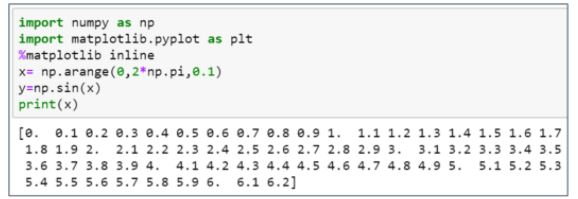 import numpy as np
import matplotlib.pyplot as plt
%matplotlib inline
x= np.arange(0,2*np.pi,0.1)
y=np.sin(x)
print(x)
[0.  0.1 0.2 0.3 0.4 0.5 0.6 0.7 0.8 0.9 1.  1.1 1.2 1.3 1.4 1.5 1.6 1.7
1.8 1.9 2.  2.1 2.2 2.3 2.4 2.5 2.6 2.7 2.8 2.9 3.  3.1 3.2 3.3 3.4 3.5
3.6 3.7 3.8 3.9 4.  4.1 4.2 4.3 4.4 4.5 4.6 4.7 4.8 4.9 5.  5.1 5.2 5.3
5.4 5.5 5.6 5.7 5.8 5.9 6.  6.1 6.2]